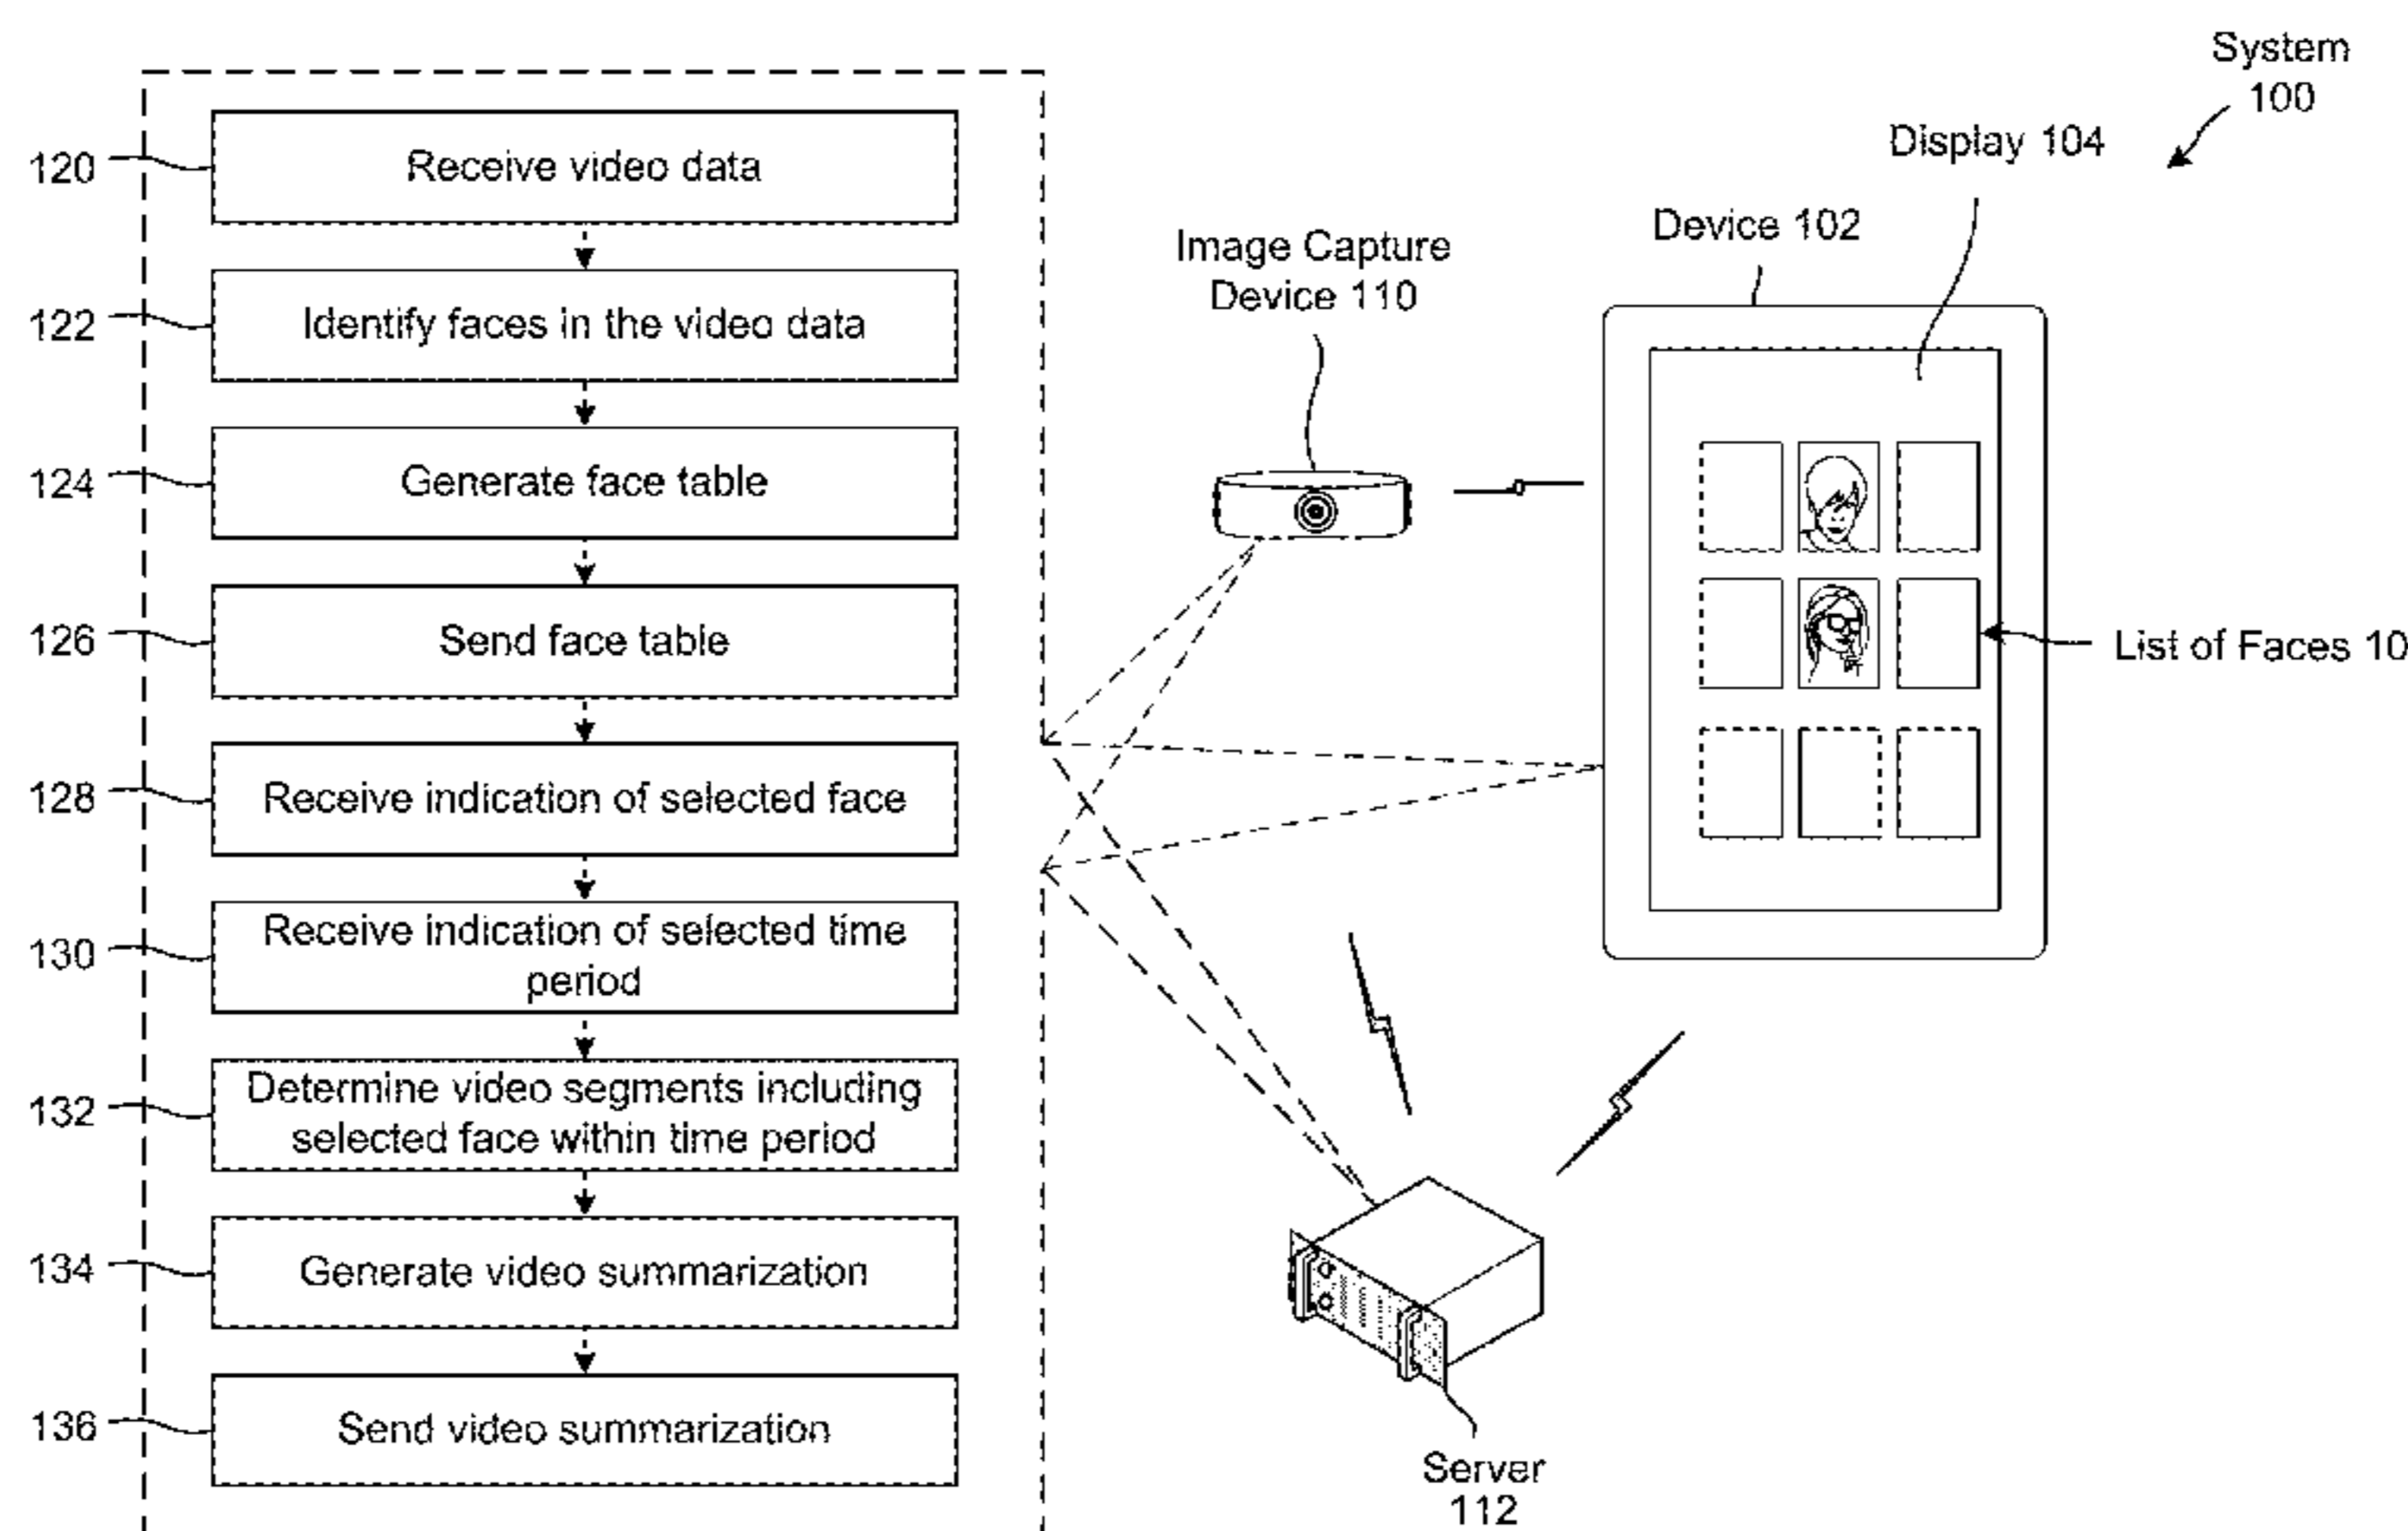 120
Receive video data
122
Identify faces in the video data
124
Generate face table
126
Send face table
128
Receive indication of selected face
130
Receive indication of selected time
period
132
Determine video segments including
selected face within time period
134
Generate video summarization
136
Send video summarization
System
100
Display 104
Device 102
Image Capture
Device 110
List of Faces 10
Server
112